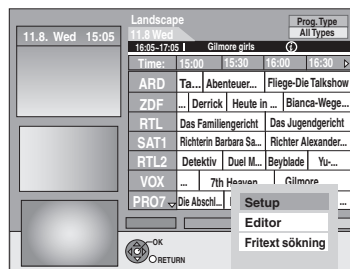 Landscape
Prog.Type
11.8. Wed 15:05
11.8 Wed
All Types
16:05-17:05 Gilmore girls
Time: 15:00 15:30 16:00 16:30
ARD Ta... Abenteuer... Fliege-Die Talkshow
ZDF ... Derrick Heute in ... Bianca-Wege...
RTL Das Familiengericht Das Jugendgericht
SAT1 Richterin Barbara Sa... Richter Alexander...
RTL2 Detektiv Duel M... Beyblade Yu-...
VOX ... 7th Heaven Gilmore
PRO7 Die Abschl... ...
Setup
Editor
Fritext sökning
OK
RETURN